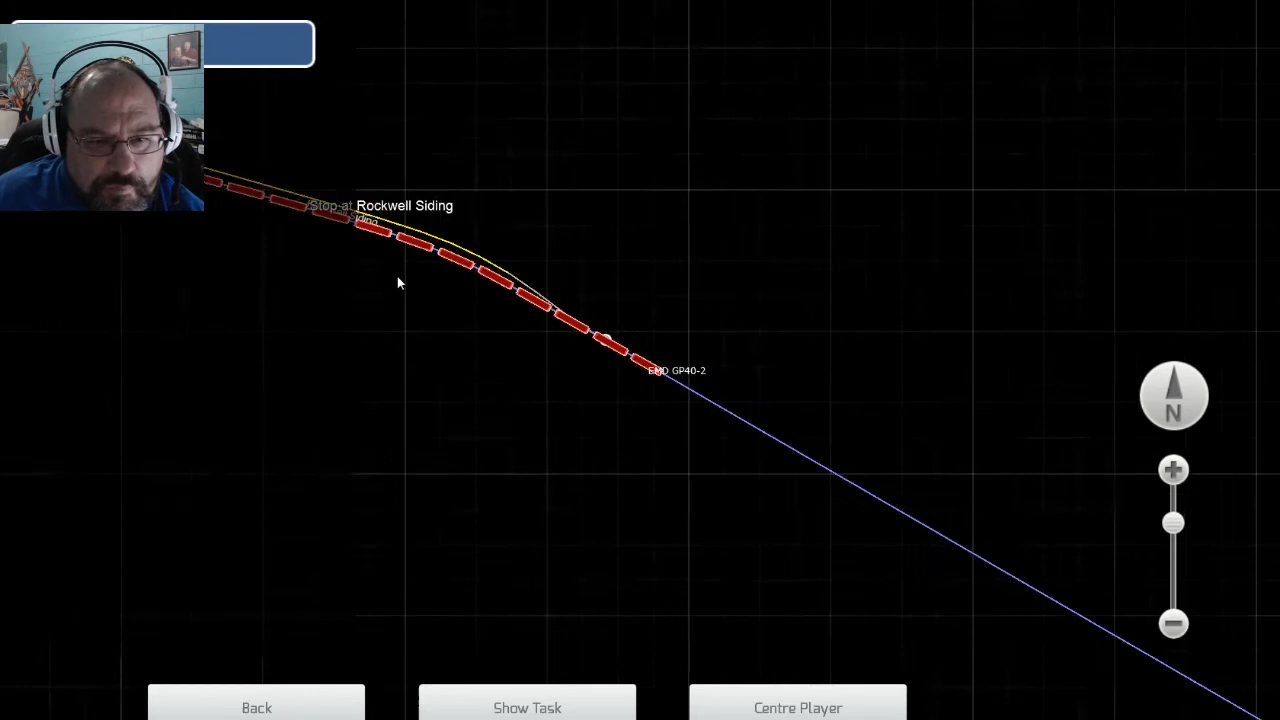 Stop at Rockwell Siding
EMD GP40-2
N
Back
Show Task
Centre Player